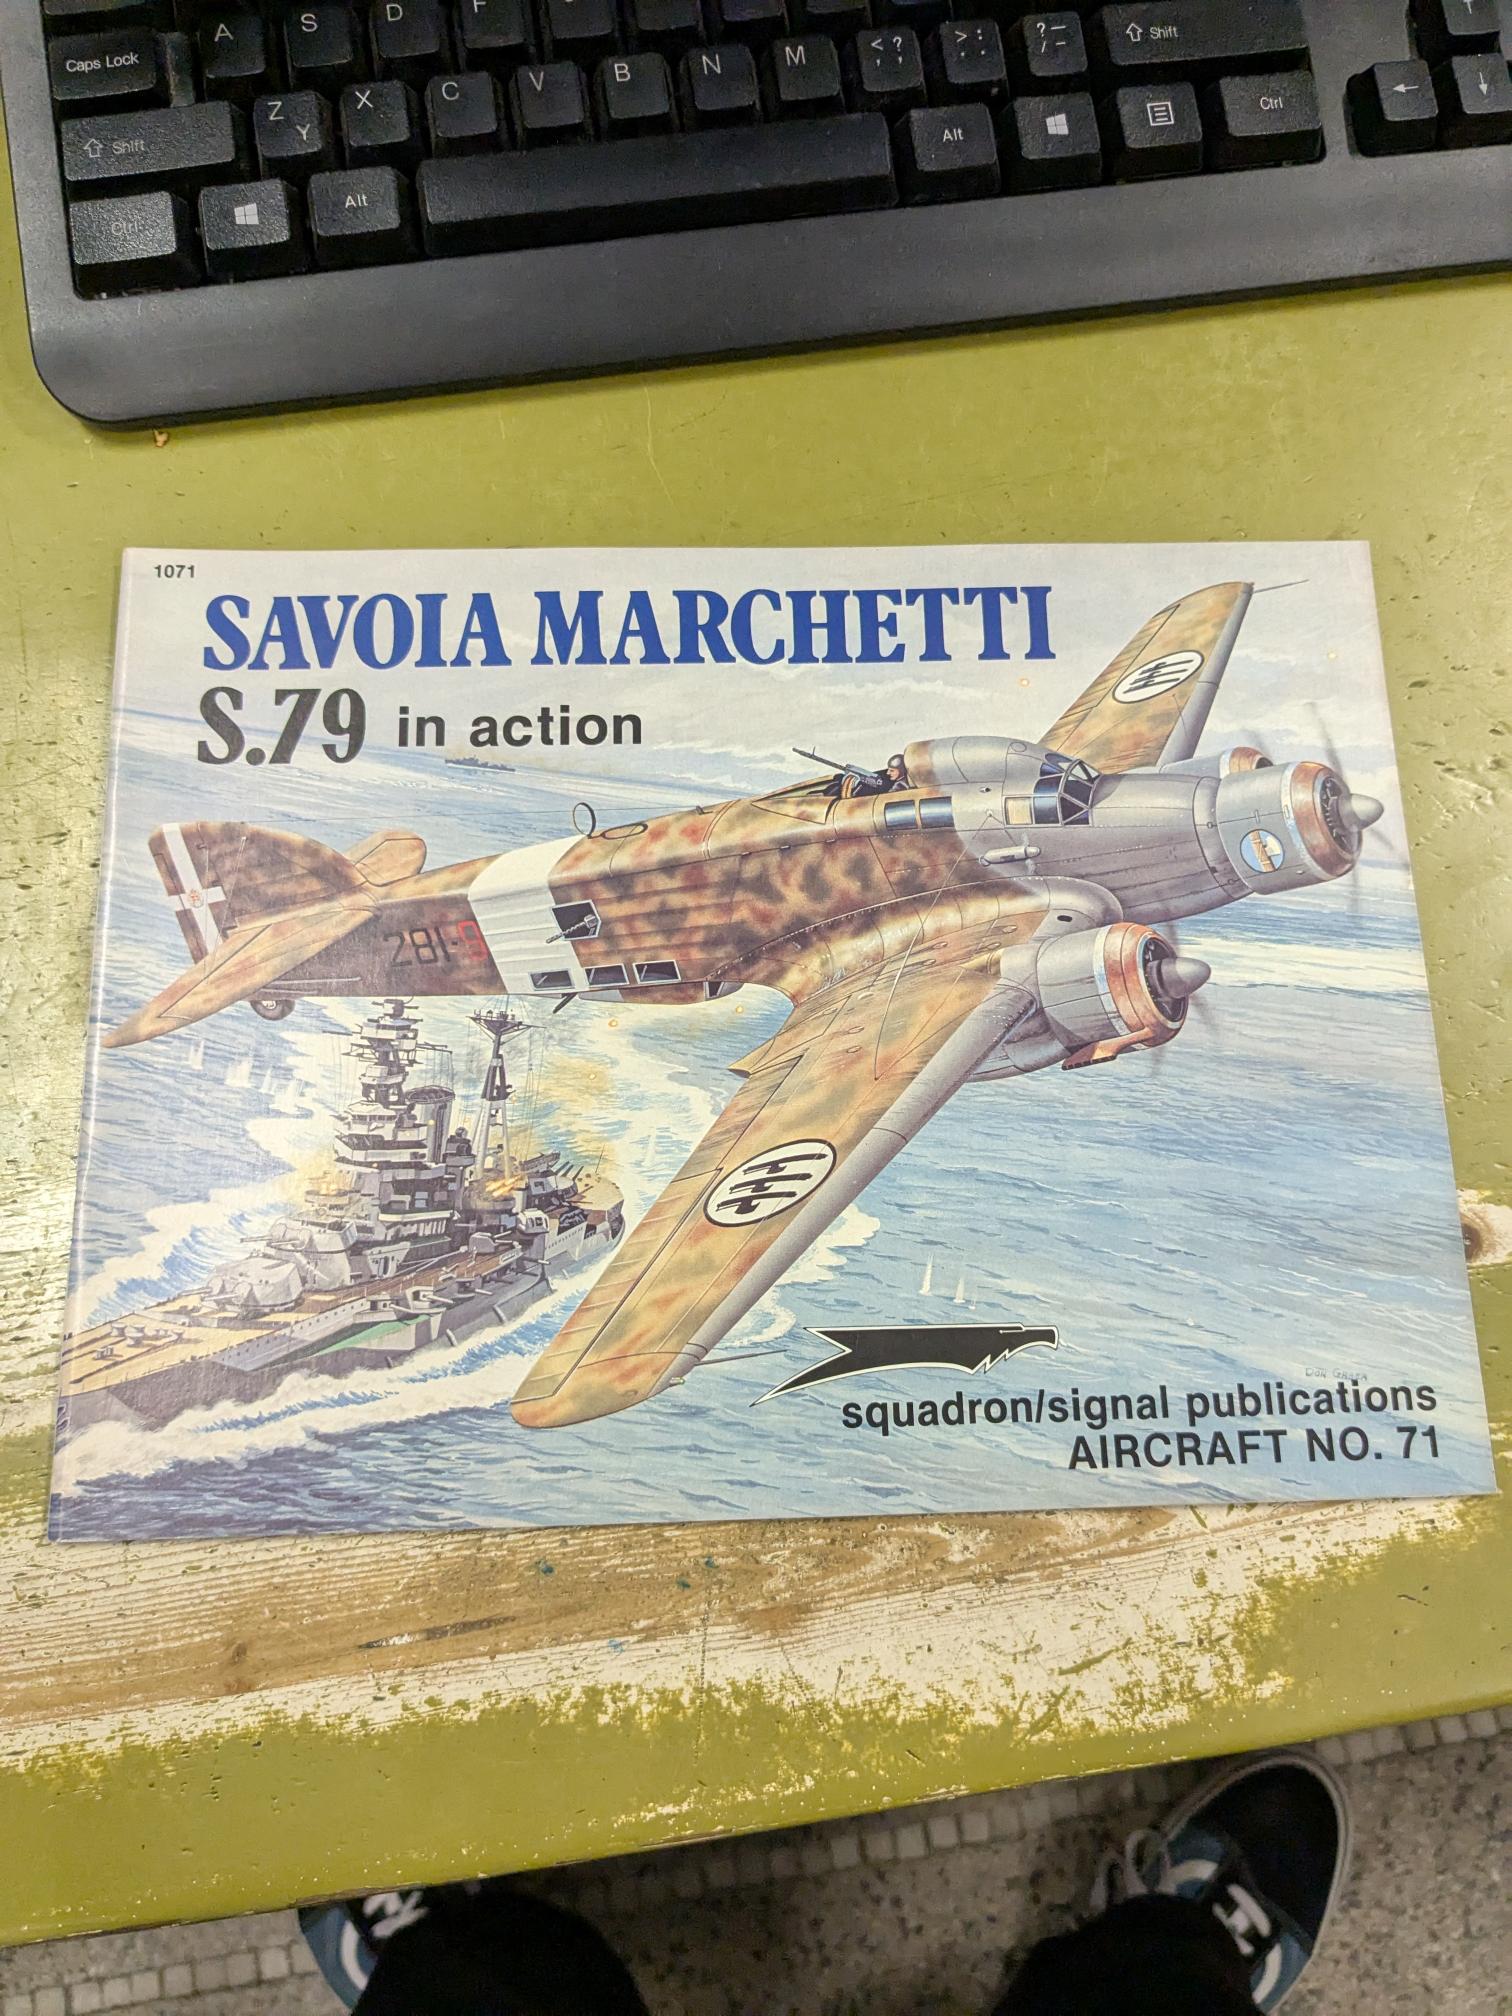 A S D F
Caps Lock
Z Y X C V B N M < ? , ' > : . . ? – / – Shift
Shift
Ctrl Alt Alt Ctrl
1071
SAVOIA MARCHETTI
S.79 in action
281-9
squadron/signal publications
AIRCRAFT NO. 71